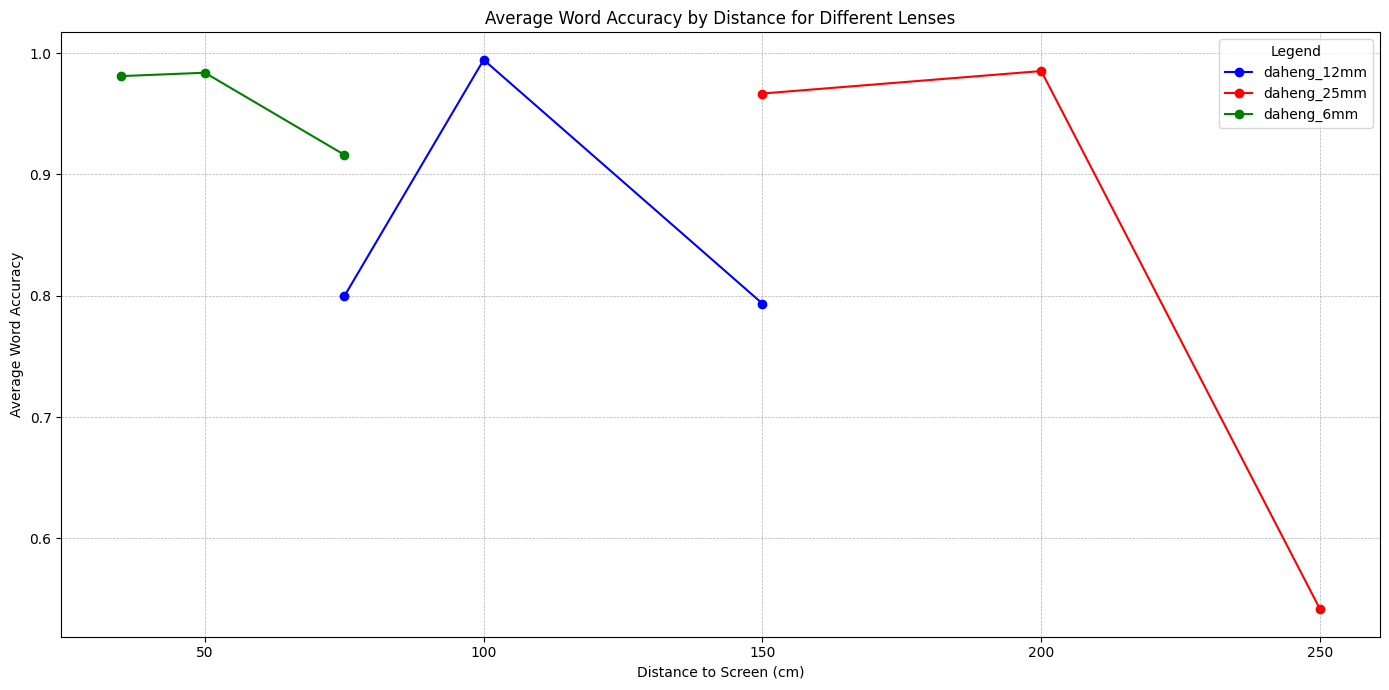 Average Word Accuracy by Distance for Different Lenses
Legend
daheng_12mm
daheng_25mm
daheng_6mm
1.0
0.9
0.8
0.7
0.6
Average Word Accuracy
50 100 150 200 250
Distance to Screen (cm)